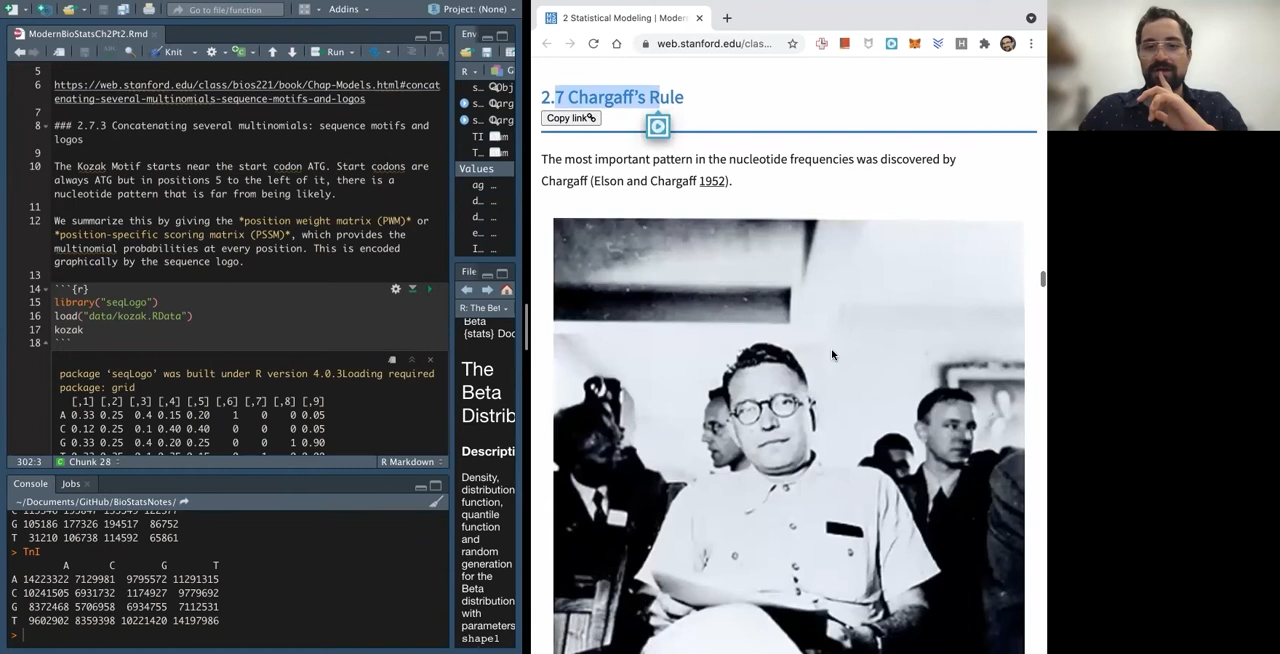 Go to file/function
Addins
Project: (None)
ModernBioStatsCh2Pt2.Rmd
Knit
Run
5
6 https://web.stanford.edu/class/bios221/book/Chap-Models.html#concat
enating-several-multinomials-sequence-motifs-and-logos
7
8 ### 2.7.3 Concatenating several multinomials: sequence motifs and
logos
9
10 The Kozak Motif starts near the start codon ATG. Start codons are
always ATG but in positions 5 to the left of it, there is a
nucleotide pattern that is far from being likely.
11
12 We summarize this by giving the *position weight matrix (PWM)* or
*position-specific scoring matrix (PSSM)*, which provides the
multinomial probabilities at every position. This is encoded
graphically by the sequence logo.
13
14 ```{r}
15 library("seqLogo")
16 load("data/kozak.RData")
17 kozak
18 ```
package ‘seqLogo’ was built under R version 4.0.3Loading required
package: grid
[,1] [,2] [,3] [,4] [,5] [,6] [,7] [,8] [,9]
A 0.33 0.25 0.4 0.15 0.20 1 0 0 0.05
C 0.12 0.25 0.1 0.40 0.40 0 0 0 0.05
G 0.33 0.25 0.4 0.20 0.25 0 0 1 0.90
302:3 Chunk 28 R Markdown
Console Jobs
~/Documents/GitHub/BioStatsNotes/
G 105186 177326 194517 86752
T 31210 106738 114592 65861
> TnI
A C G T
A 14223322 7129981 9795572 11291315
C 10241505 6931732 1174927 9779692
G 8372468 5706958 6934755 7112531
T 9602902 8359398 10221420 14197986
>
Env
R
G
s... Obj
s... larg
s... larg
TI
T...
Values
ag ...
d... ...
d... ...
e... ...
I... ...
File
R: The Bet
Beta
{stats} Doc
The
Beta
Distrib
Descripti
Density,
distribution
function,
quantile
function
and
random
generation
for the
Beta
distribution
with
parameters
shape1
2 Statistical Modeling | Modern
web.stanford.edu/clas...
2.7 Chargaff’s Rule
Copy link
The most important pattern in the nucleotide frequencies was discovered by
Chargaff (Elson and Chargaff 1952).